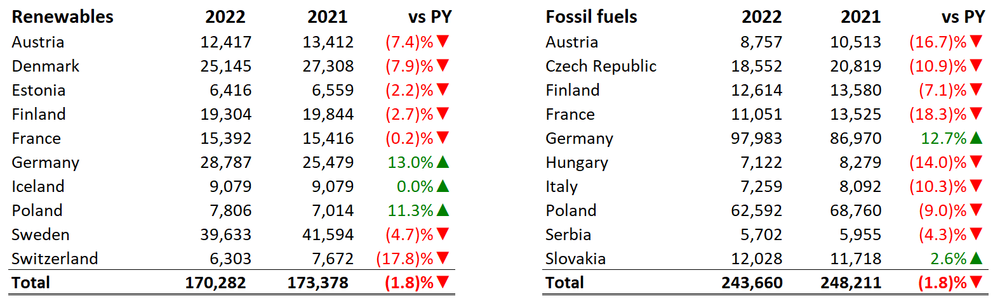 Renewables 2022 2021 vs PY
Austria 12,417 13,412 (7.4)%▼
Denmark 25,145 27,308 (7.9)%▼
Estonia 6,416 6,559 (2.2)%▼
Finland 19,304 19,844 (2.7)%▼
France 15,392 15,416 (0.2)%▼
Germany 28,787 25,479 13.0%▲
Iceland 9,079 9,079 0.0%▲
Poland 7,806 7,014 11.3%▲
Sweden 39,633 41,594 (4.7)%▼
Switzerland 6,303 7,672 (17.8)%▼
Total 170,282 173,378 (1.8)%▼
Fossil fuels 2022 2021 vs PY
Austria 8,757 10,513 (16.7)%▼
Czech Republic 18,552 20,819 (10.9)%▼
Finland 12,614 13,580 (7.1)%▼
France 11,051 13,525 (18.3)%▼
Germany 97,983 86,970 12.7%▲
Hungary 7,122 8,279 (14.0)%▼
Italy 7,259 8,092 (10.3)%▼
Poland 62,592 68,760 (9.0)%▼
Serbia 5,702 5,955 (4.3)%▼
Slovakia 12,028 11,718 2.6%▲
Total 243,660 248,211 (1.8)%▼